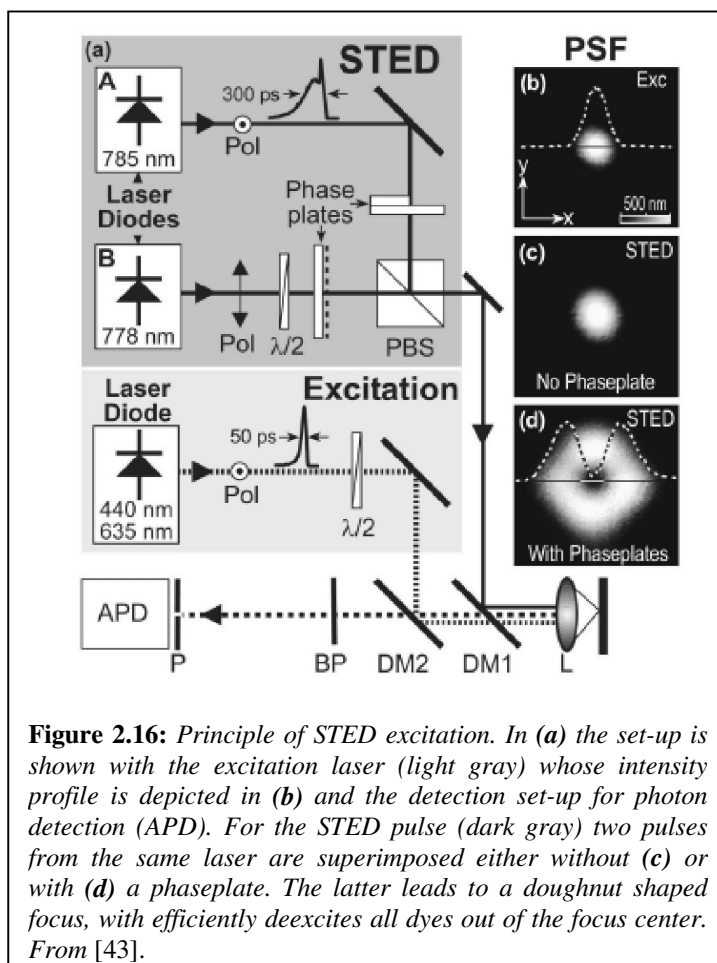 (a)
STED
PSF
A
785 nm
300 ps
Pol
Laser
Diodes
Phase
plates
B
778 nm
Pol
λ/2
PBS
(b)
Exc
y
x
500 nm
(c)
STED
No Phaseplate
(d)
STED
With Phaseplates
Laser
Diode
Excitation
440 nm
635 nm
50 ps
Pol
λ/2
APD
P
BP
DM2
DM1
L
Figure 2.16: Principle of STED excitation. In (a) the set-up is
shown with the excitation laser (light gray) whose intensity
profile is depicted in (b) and the detection set-up for photon
detection (APD). For the STED pulse (dark gray) two pulses
from the same laser are superimposed either without (c) or
with (d) a phaseplate. The latter leads to a doughnut shaped
focus, with efficiently deexcites all dyes out of the focus center.
From [43].